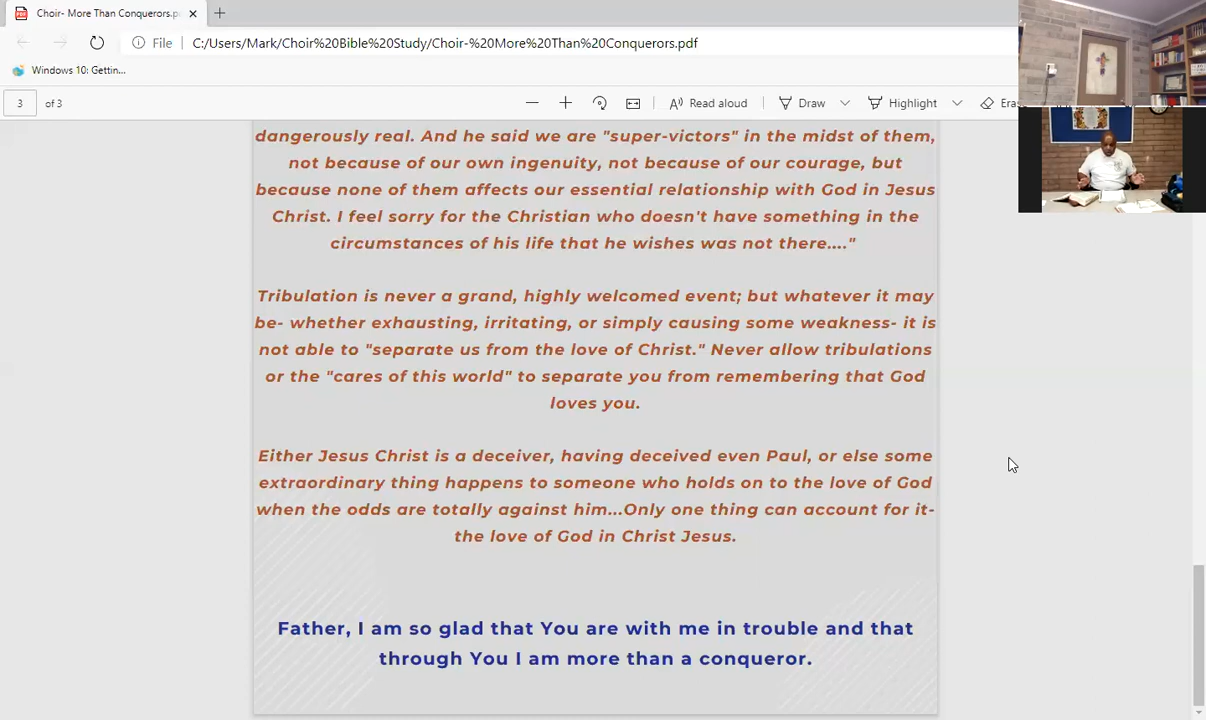 Choir- More Than Conquerors.p
File
C:/Users/Mark/Choir%20Bible%20Study/Choir-%20More%20Than%20Conquerors.pdf
Windows 10: Gettin...
3 of 3
Read aloud
Draw
Highlight
Eras
dangerously real. And he said we are "super-victors" in the midst of them,
not because of our own ingenuity, not because of our courage, but
because none of them affects our essential relationship with God in Jesus
Christ. I feel sorry for the Christian who doesn't have something in the
circumstances of his life that he wishes was not there...."
Tribulation is never a grand, highly welcomed event; but whatever it may
be- whether exhausting, irritating, or simply causing some weakness- it is
not able to "separate us from the love of Christ." Never allow tribulations
or the "cares of this world" to separate you from remembering that God
loves you.
Either Jesus Christ is a deceiver, having deceived even Paul, or else some
extraordinary thing happens to someone who holds on to the love of God
when the odds are totally against him...Only one thing can account for it-
the love of God in Christ Jesus.
Father, I am so glad that You are with me in trouble and that
through You I am more than a conqueror.